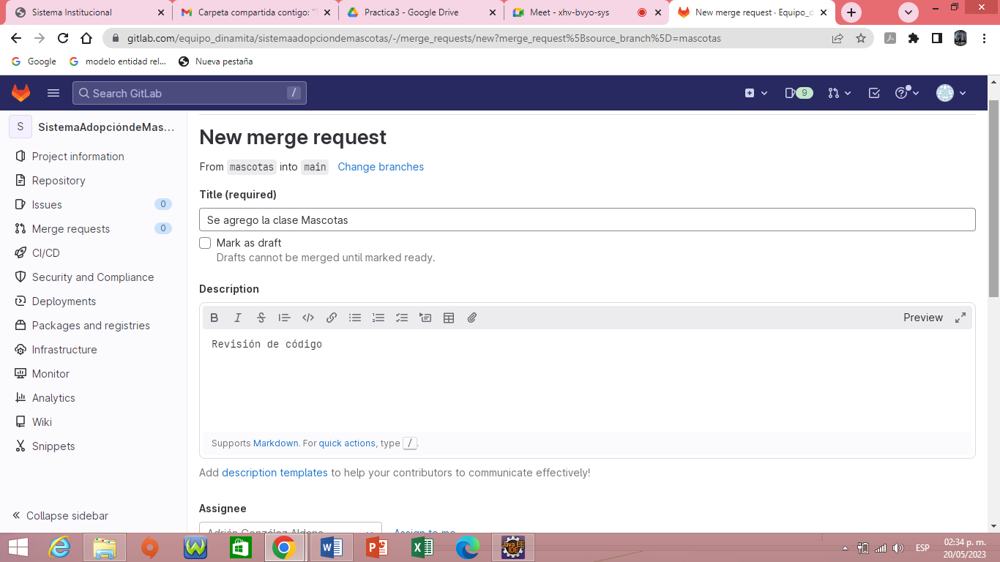 Sistema Institucional
Carpeta compartida contigo: "T
Practica3 - Google Drive
Meet - xhv-bvyo-sys
New merge request · Equipo_d
gitlab.com/equipo_dinamita/sistemaadopciondemascotas/-/merge_requests/new?merge_request%5Bsource_branch%5D=mascotas
Google
modelo entidad rel...
Nueva pestaña
Search GitLab
/
9
S
SistemaAdopcióndeMas...
Project information
Repository
Issues
0
Merge requests
0
CI/CD
Security and Compliance
Deployments
Packages and registries
Infrastructure
Monitor
Analytics
Wiki
Snippets
Collapse sidebar
New merge request
From mascotas into main Change branches
Title (required)
Se agrego la clase Mascotas
Mark as draft
Drafts cannot be merged until marked ready.
Description
Preview
Revisión de código
Supports Markdown. For quick actions, type /.
Add description templates to help your contributors to communicate effectively!
Assignee
Adrián González Aldana
Assign to me
Java EE
IDE
ESP
02:34 p. m.
20/05/2023